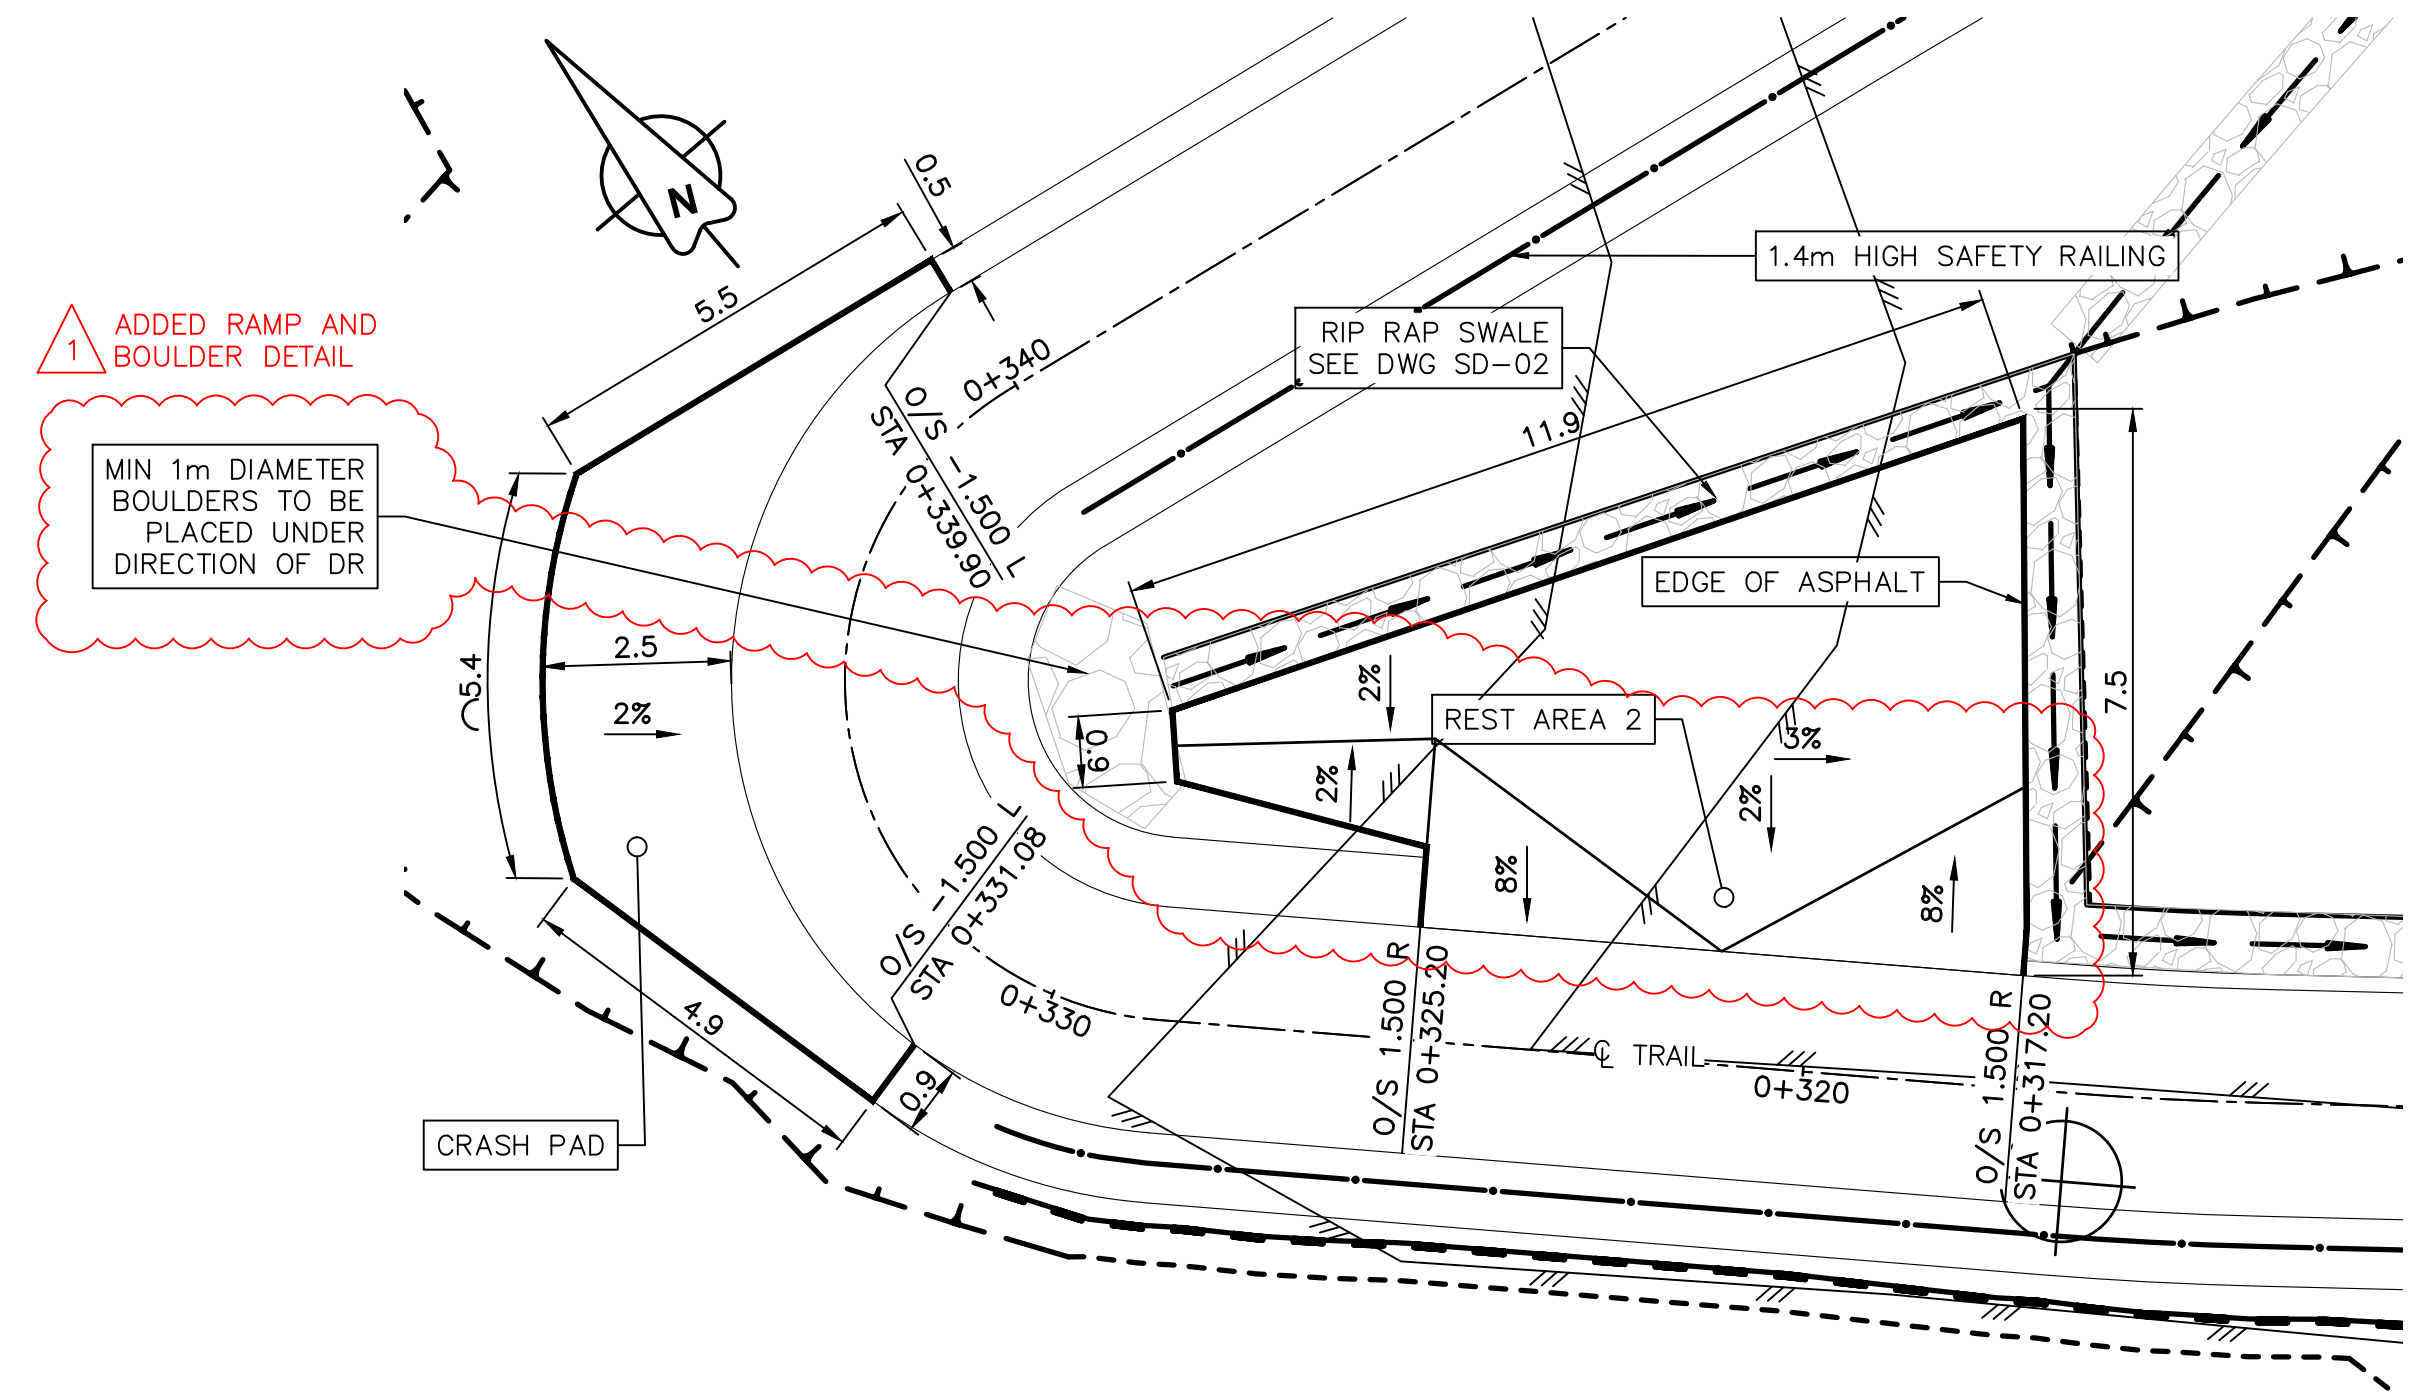 N
0.5
5.5
1
ADDED RAMP AND
BOULDER DETAIL
1.4m HIGH SAFETY RAILING
RIP RAP SWALE
SEE DWG SD-02
0+340
O/S -1.500 L
STA 0+339.90
11.9
MIN 1m DIAMETER
BOULDERS TO BE
PLACED UNDER
DIRECTION OF DR
EDGE OF ASPHALT
2.5
5.4
2%
2%
REST AREA 2
7.5
3%
0.9
2%
2%
8%
8%
O/S -1.500 L
STA 0+331.08
0+330
4.9
0.9
CRASH PAD
O/S 1.500 R
STA 0+325.20
℄ TRAIL
0+320
O/S 1.500 R
STA 0+317.20